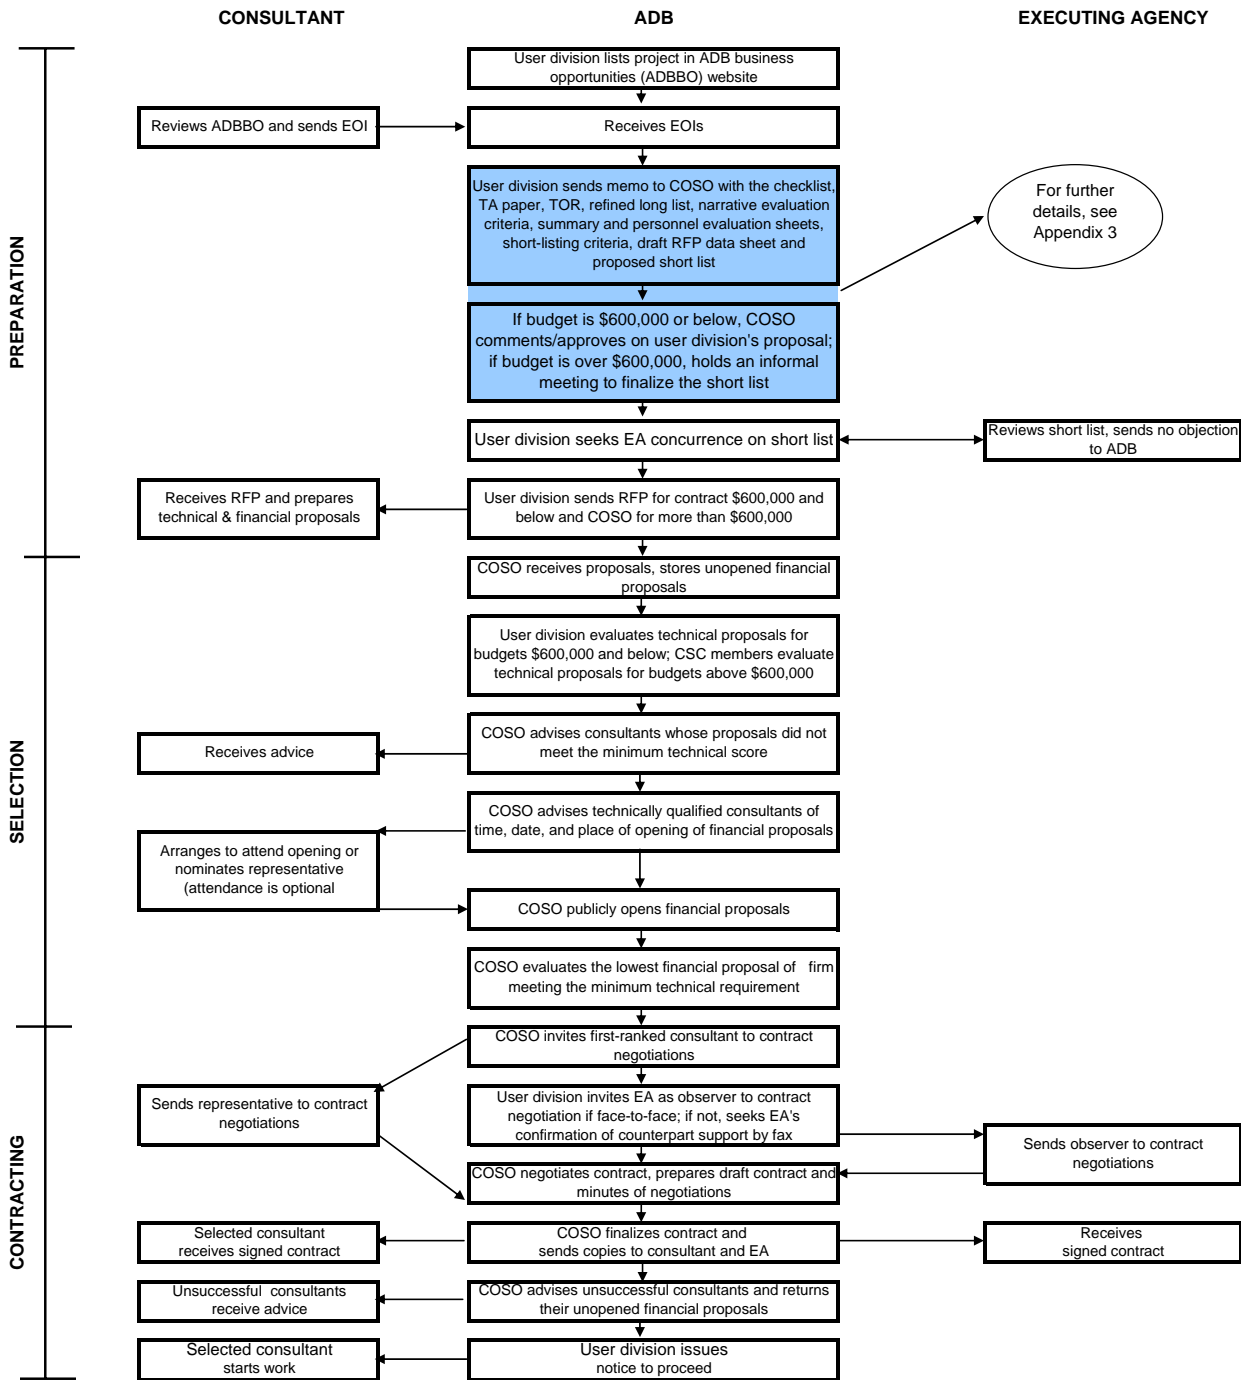 CONSULTANT
ADB
EXECUTING AGENCY
PREPARATION
User division lists project in ADB business
opportunities (ADBBO) website
Reviews ADBBO and sends EOI
Receives EOIs
User division sends memo to COSO with the checklist,
TA paper, TOR, refined long list, narrative evaluation
criteria, summary and personnel evaluation sheets,
short-listing criteria, draft RFP data sheet and
proposed short list
For further
details, see
Appendix 3
If budget is $600,000 or below, COSO
comments/approves on user division's proposal;
if budget is over $600,000, holds an informal
meeting to finalize the short list
User division seeks EA concurrence on short list
Reviews short list, sends no objection
to ADB
Receives RFP and prepares
technical & financial proposals
User division sends RFP for contract $600,000 and
below and COSO for more than $600,000
SELECTION
COSO receives proposals, stores unopened financial
proposals
User division evaluates technical proposals for
budgets $600,000 and below; CSC members evaluate
technical proposals for budgets above $600,000
Receives advice
COSO advises consultants whose proposals did not
meet the minimum technical score
COSO advises technically qualified consultants of
time, date, and place of opening of financial proposals
Arranges to attend opening or
nominates representative
(attendance is optional
COSO publicly opens financial proposals
COSO evaluates the lowest financial proposal of firm
meeting the minimum technical requirement
CONTRACTING
COSO invites first-ranked consultant to contract
negotiations
Sends representative to contract
negotiations
User division invites EA as observer to contract
negotiation if face-to-face; if not, seeks EA's
confirmation of counterpart support by fax
Sends observer to contract
negotiations
COSO negotiates contract, prepares draft contract and
minutes of negotiations
Selected consultant
receives signed contract
COSO finalizes contract and
sends copies to consultant and EA
Receives
signed contract
Unsuccessful consultants
receive advice
COSO advises unsuccessful consultants and returns
their unopened financial proposals
Selected consultant
starts work
User division issues
notice to proceed